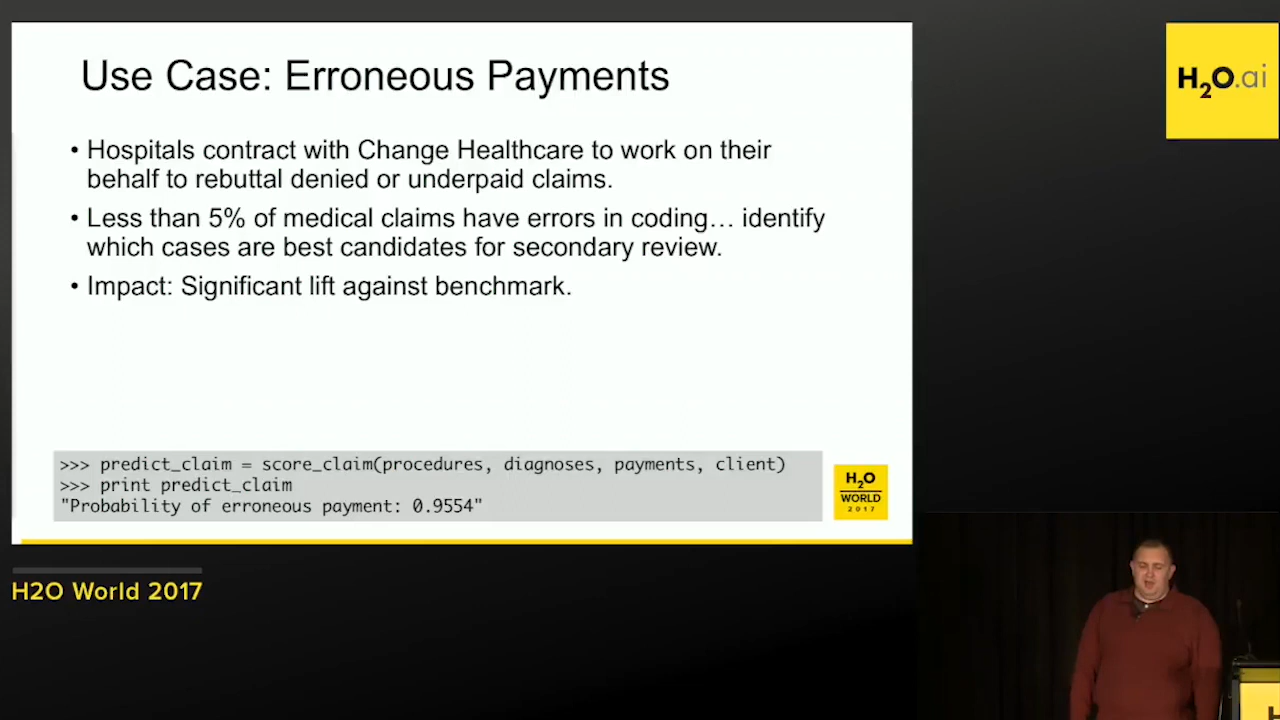 Use Case: Erroneous Payments
• Hospitals contract with Change Healthcare to work on their
behalf to rebuttal denied or underpaid claims.
• Less than 5% of medical claims have errors in coding… identify
which cases are best candidates for secondary review.
• Impact: Significant lift against benchmark.
>>> predict_claim = score_claim(procedures, diagnoses, payments, client)
>>> print predict_claim
"Probability of erroneous payment: 0.9554"
H2O
WORLD
2017
H2O.ai
H2O World 2017